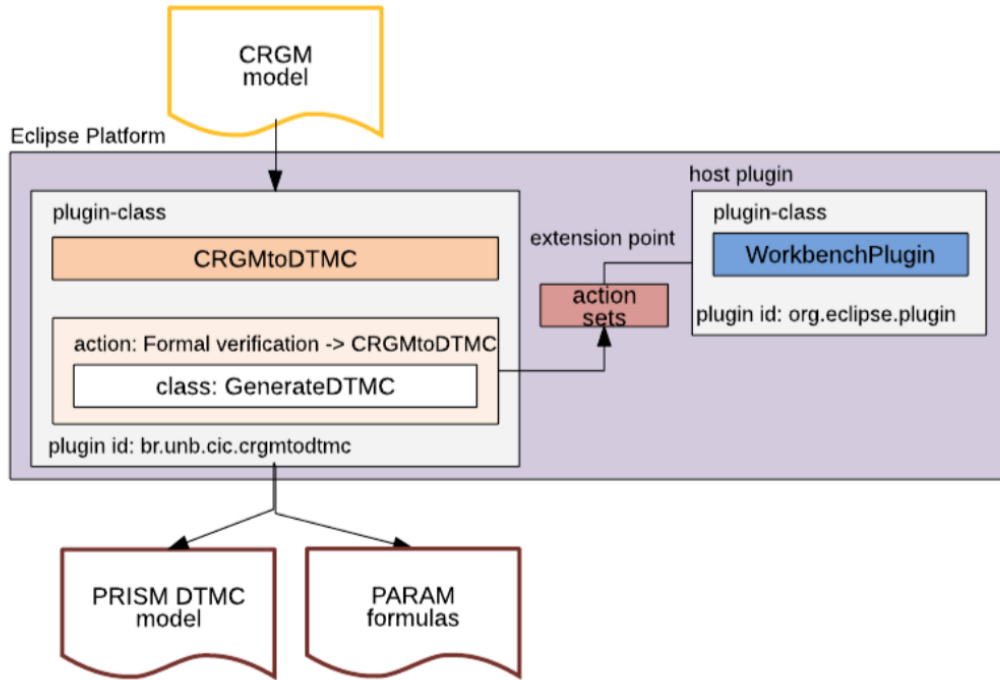 CRGM
model
Eclipse Platform
host plugin
plugin-class
plugin-class
CRGMtoDTMC
extension point
WorkbenchPlugin
action
sets
plugin id: org.eclipse.plugin
action: Formal verification -> CRGMtoDTMC
class: GenerateDTMC
plugin id: br.unb.cic.crgmtodtmc
PRISM DTMC
model
PARAM
formulas